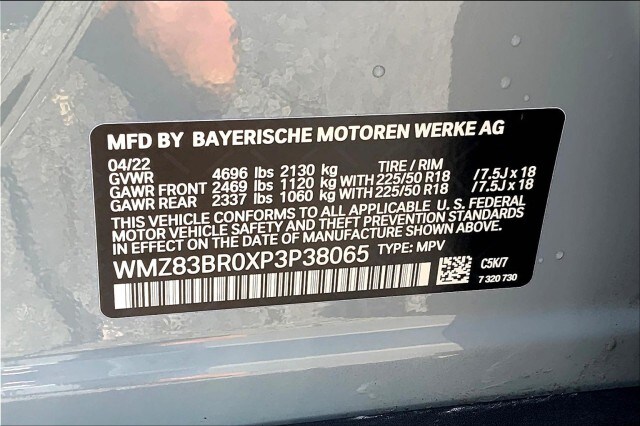 MFD BY BAYERISCHE MOTOREN WERKE AG
04/22 TIRE / RIM
GVWR 4696 lbs 2130 kg
GAWR FRONT 2469 lbs 1120 kg WITH 225/50 R18 / 7.5J x 18
GAWR REAR 2337 lbs 1060 kg WITH 225/50 R18 / 7.5J x 18
THIS VEHICLE CONFORMS TO ALL APPLICABLE U. S. FEDERAL
MOTOR VEHICLE SAFETY AND THEFT PREVENTION STANDARDS
IN EFFECT ON THE DATE OF MANUFACTURE SHOWN ABOVE.
WMZ83BR0XP3P38065 TYPE: MPV
C5K/7
7 320 730